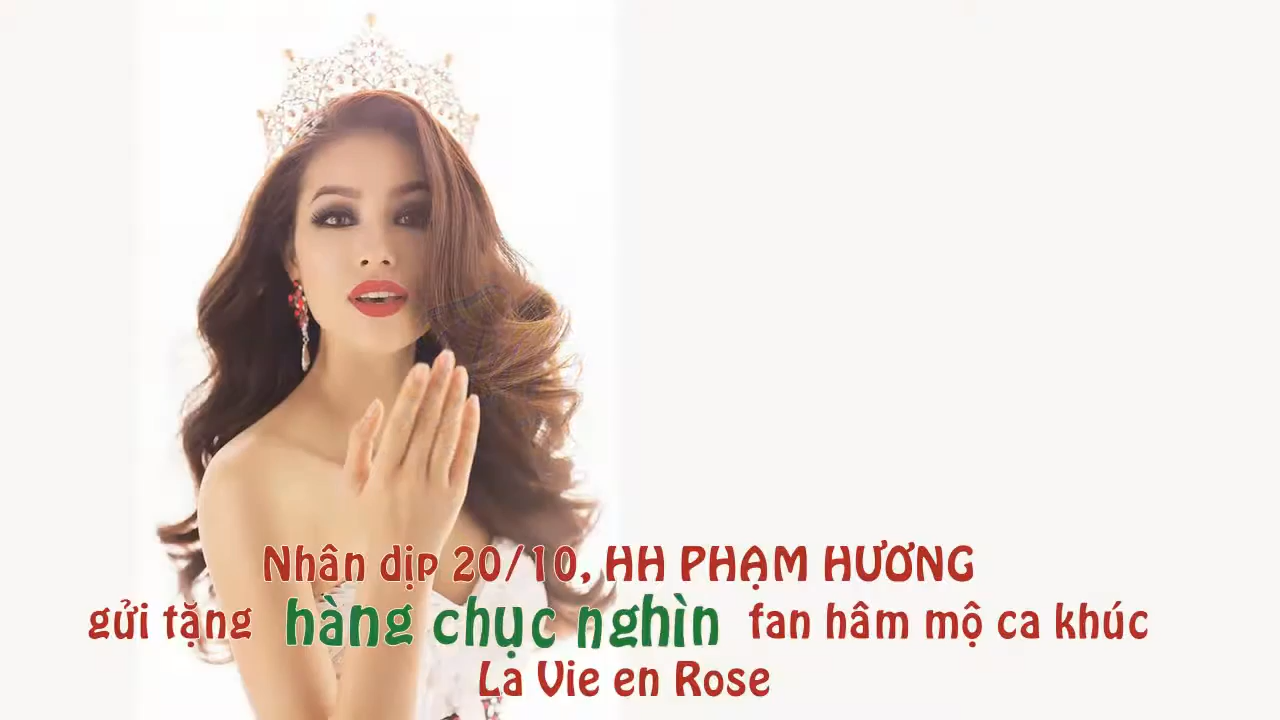 Nhân dịp 20/10, HH PHẠM HƯƠNG
gửi tặng hàng chục nghìn fan hâm mộ ca khúc
La Vie en Rose